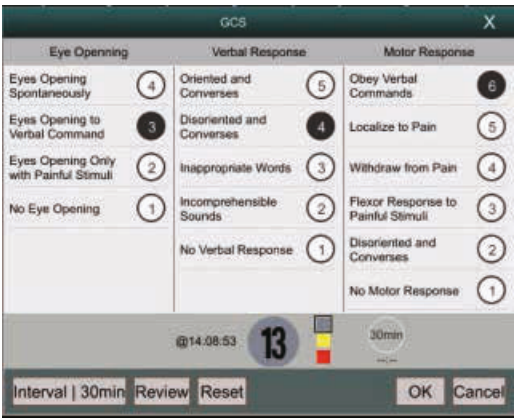 GCS X
Eye Openning Verbal Response Motor Response
Eyes Opening
Spontaneously 4
Oriented and
Converses 5
Obey Verbal
Commands 6
Eyes Opening to
Verbal Command 3
Disoriented and
Converses 4
Localize to Pain 5
Eyes Opening Only
with Painful Stimuli 2
Inappropriate Words 3
Withdraw from Pain 4
No Eye Opening 1
Incomprehensible
Sounds 2
Flexor Response to
Painful Stimuli 3
No Verbal Response 1
Disoriented and
Converses 2
No Motor Response 1
@14:08:53 13 30min
--:--
Interval | 30min Review Reset OK Cancel